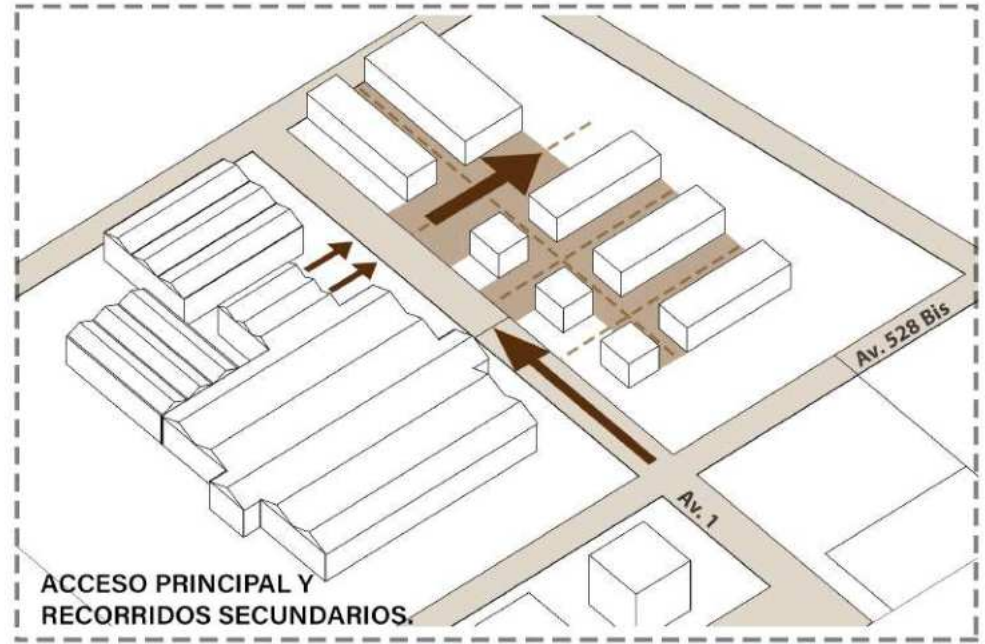 Av. 528 Bis
Av. 1
ACCESO PRINCIPAL Y
RECORRIDOS SECUNDARIOS.